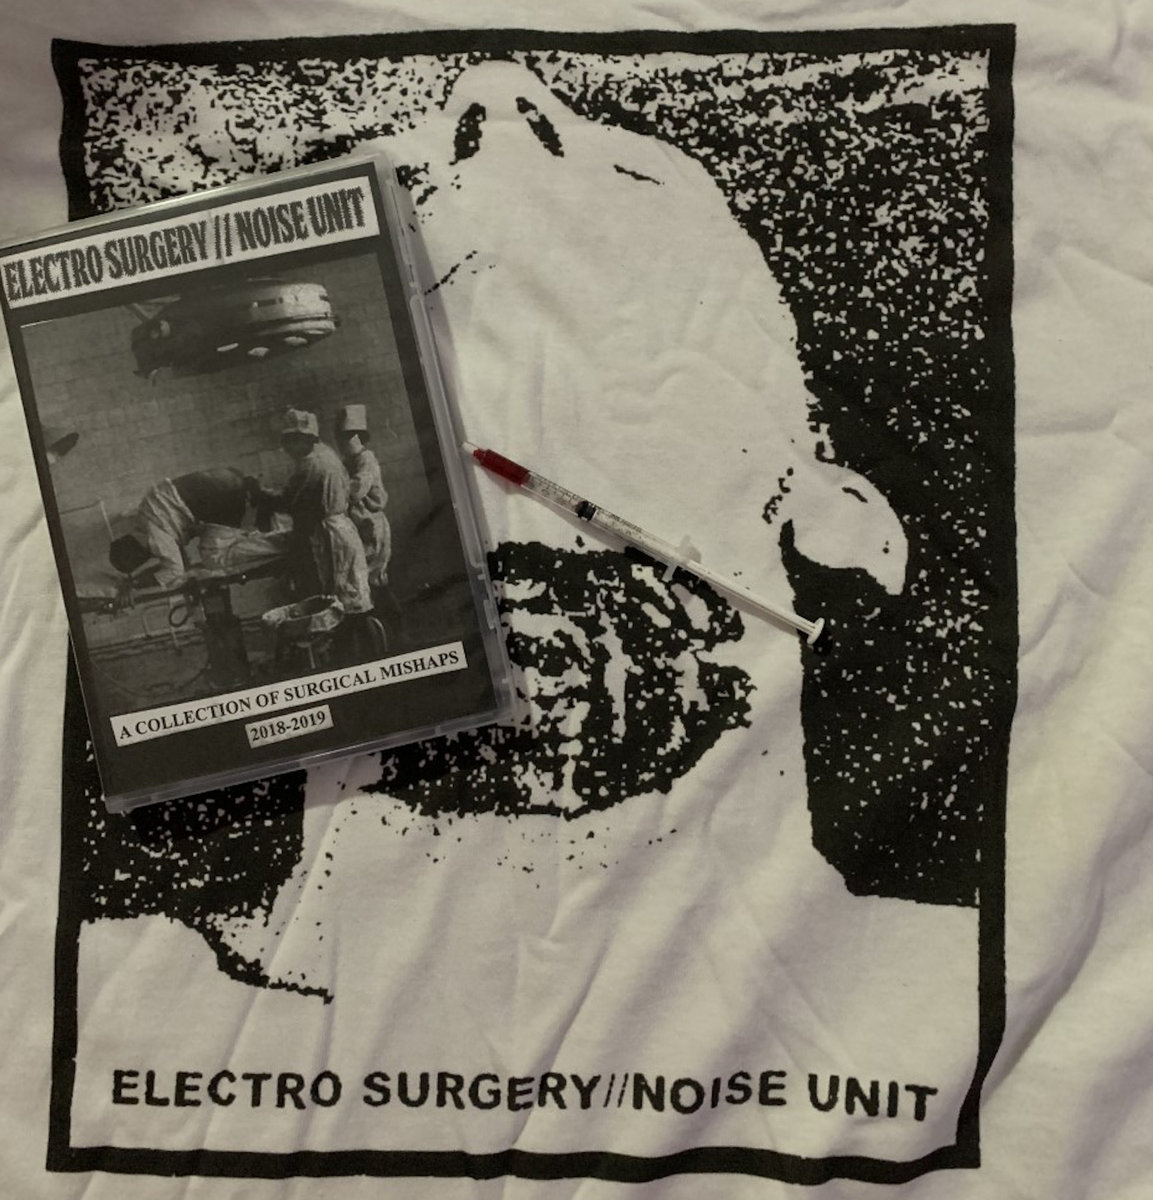 ELECTRO SURGERY // NOISE UNIT
A COLLECTION OF SURGICAL MISHAPS
2018-2019
ELECTRO SURGERY//NOISE UNIT